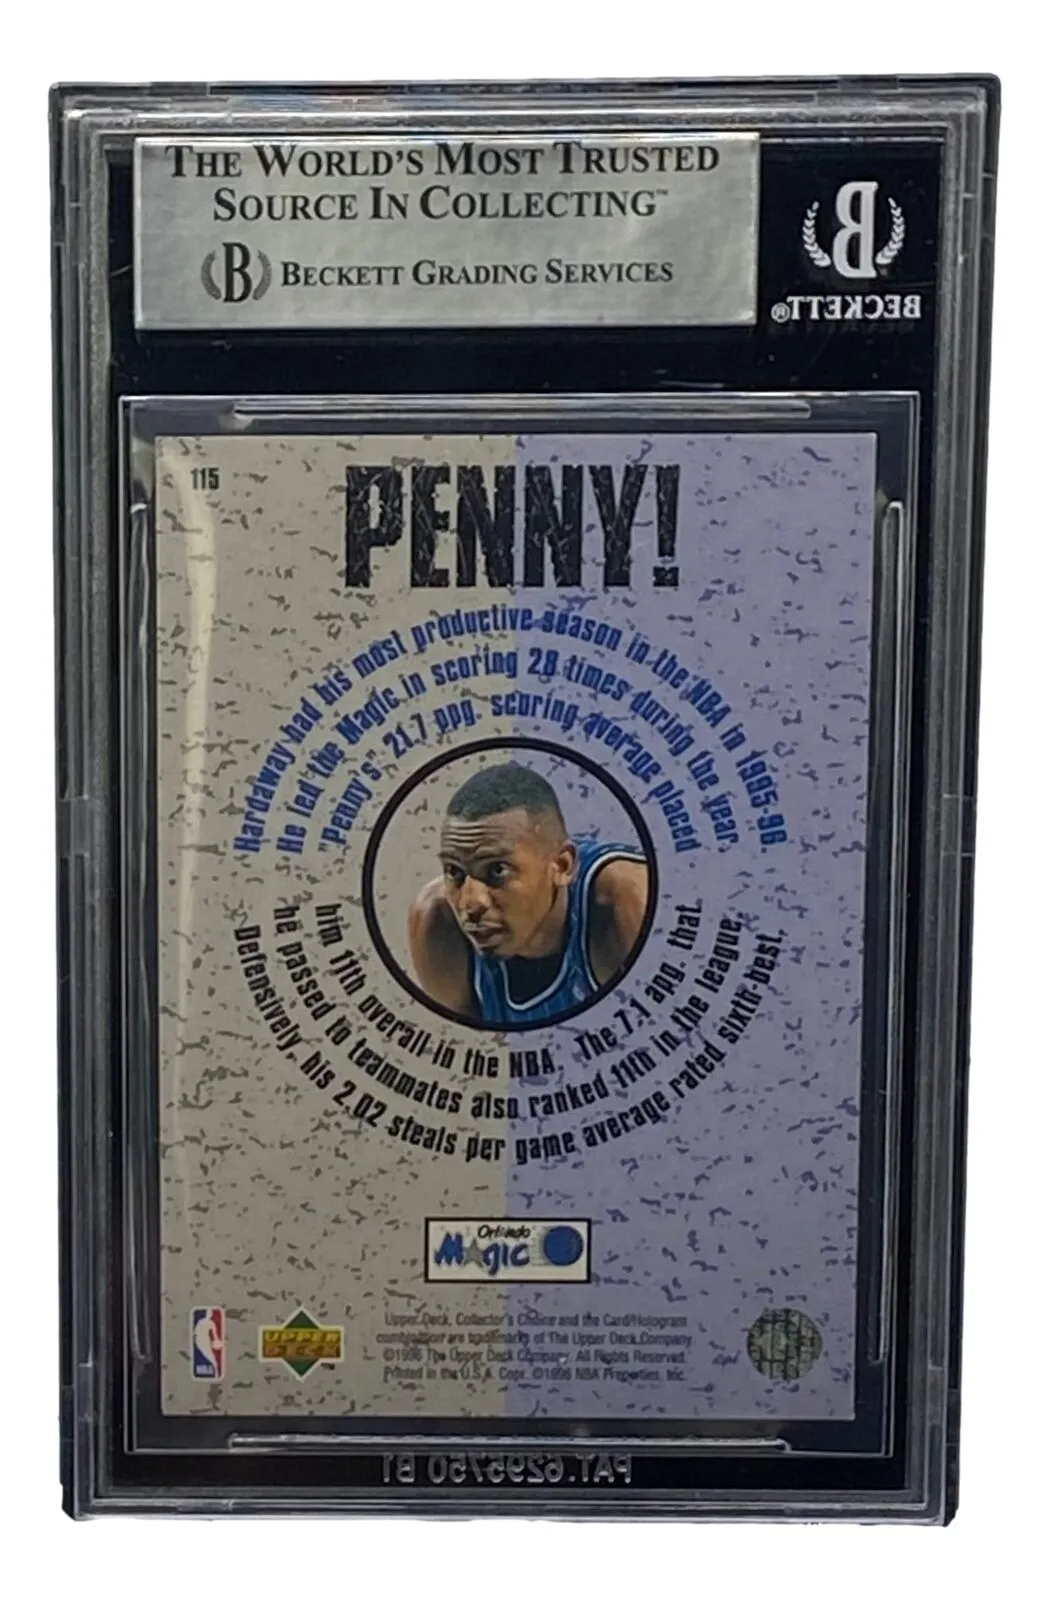 THE WORLD'S MOST TRUSTED
SOURCE IN COLLECTING™
B BECKETT GRADING SERVICES
B
BECKETT®
115
PENNY!
Hardaway had his most productive season in the NBA in 1995-96.
He led the Magic in scoring 28 times during the year.
"Penny's" 21.7 ppg. scoring average placed
him 11th overall in the NBA. The 7.1 apg. that
he passed to teammates also ranked 11th in the league.
Defensively, his 2.02 steals per game average rated sixth-best.
Orlando
Magic
NBA
UPPER
DECK™
Upper Deck, Collector's Choice and the Card/Hologram
combination are trademarks of The Upper Deck Company.
©1996 The Upper Deck Company. All Rights Reserved.
Printed in the U.S.A. Copr. ©1996 NBA Properties, Inc.
PAT.6295750 B1